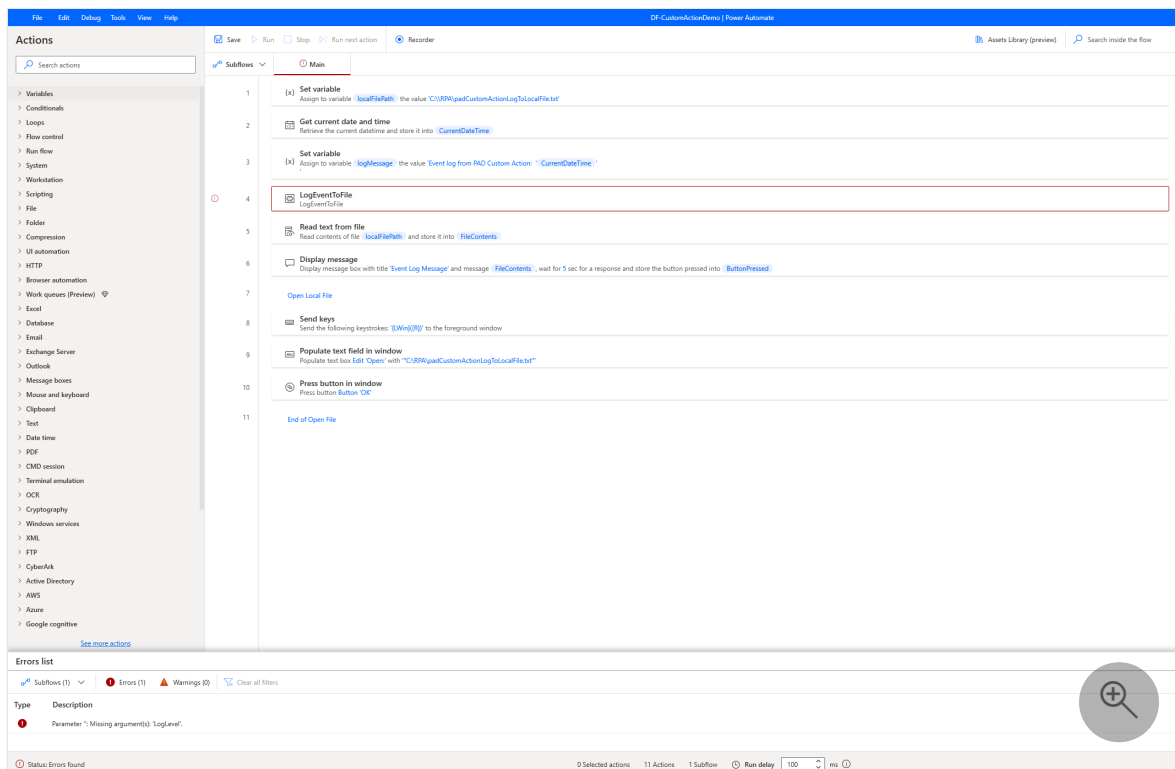 File Edit Debug Tools View Help
DF-CustomActionDemo | Power Automate
Actions
Save Run Stop Run next action Recorder
Assets Library (preview) Search inside the flow
Search actions
Subflows Main
Variables
Conditionals
Loops
Flow control
Run flow
System
Workstation
Scripting
File
Folder
Compression
UI automation
HTTP
Browser automation
Work queues (Preview)
Excel
Database
Email
Exchange Server
Outlook
Message boxes
Mouse and keyboard
Clipboard
Text
Date time
PDF
CMD session
Terminal emulation
OCR
Cryptography
Windows services
XML
FTP
CyberArk
Active Directory
AWS
Azure
Google cognitive
See more actions
1 {x} Set variable
Assign to variable localFilePath the value 'C:\\RPA\padCustomActionLogToLocalFile.txt'
2 Get current date and time
Retrieve the current datetime and store it into CurrentDateTime
3 {x} Set variable
Assign to variable logMessage the value 'Event log from PAD Custom Action: ' CurrentDateTime '
'
4 LogEventToFile
LogEventToFile
5 Read text from file
Read contents of file localFilePath and store it into FileContents
6 Display message
Display message box with title 'Event Log Message' and message FileContents , wait for 5 sec for a response and store the button pressed into ButtonPressed
7 Open Local File
8 Send keys
Send the following keystrokes: '{LWin}({R})' to the foreground window
9 Populate text field in window
Populate text box Edit 'Open:' with '"C:\RPA\padCustomActionLogToLocalFile.txt"'
10 Press button in window
Press button Button 'OK'
11 End of Open File
Errors list
Subflows (1) Errors (1) Warnings (0) Clear all filters
Type Description
Parameter '': Missing argument(s): 'LogLevel'.
Status: Errors found
0 Selected actions 11 Actions 1 Subflow Run delay 100 ms